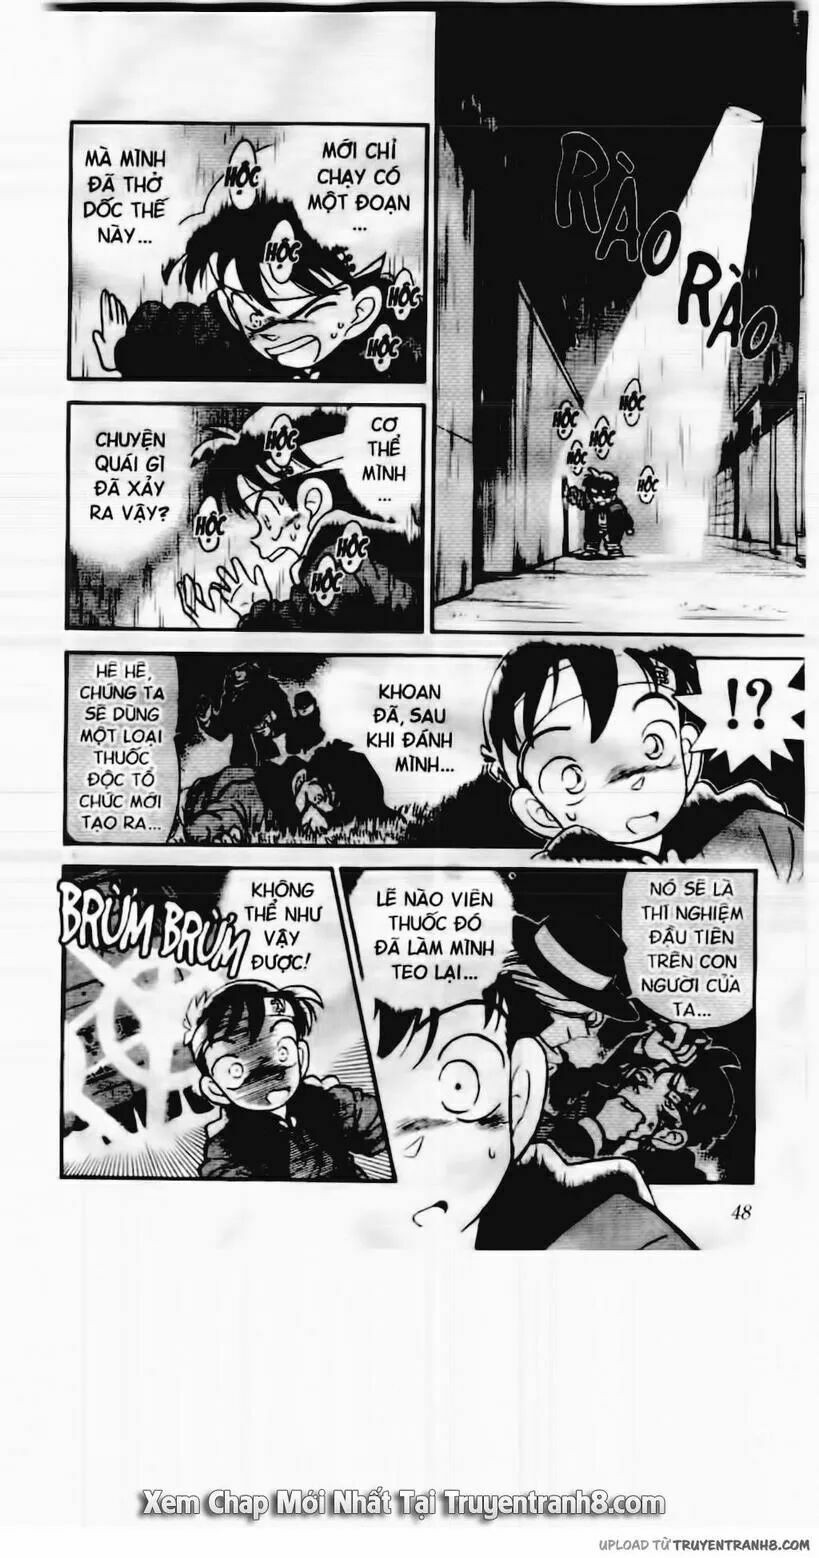 RÀO
RÀO
HỘC
HỘC
HỘC
HỘC
HỘC
MỚI CHỈ
CHẠY CÓ
MỘT ĐOẠN
...
MÀ MÌNH
ĐÃ THỞ
DỐC THẾ
NÀY...
HỘC
HỘC
HỘC
HỘC
HỘC
CƠ
THỂ
MÌNH
...
CHUYỆN
QUÁI GÌ
ĐÃ XẢY
RA VẬY?
HỘC
HỘC
HỘC
HỘC
!?
KHOAN
ĐÃ, SAU
KHI ĐÁNH
MÌNH...
HÊ HÊ,
CHÚNG TA
SẼ DÙNG
MỘT LOẠI
THUỐC
ĐỘC TỔ
CHỨC MỚI
TẠO RA...
NÓ SẼ LÀ
THÍ NGHIỆM
ĐẦU TIÊN
TRÊN CON
NGƯỜI CỦA
TA...
LẼ NÀO VIÊN
THUỐC ĐÓ
ĐÃ LÀM MÌNH
TEO LẠI...
KHÔNG
THỂ NHƯ
VẬY
ĐƯỢC!
BRỪM BRỪM
48
Xem Chap Mới Nhất Tại Truyentranh8.com
UPLOAD TỪ TRUYENTRANH8.COM